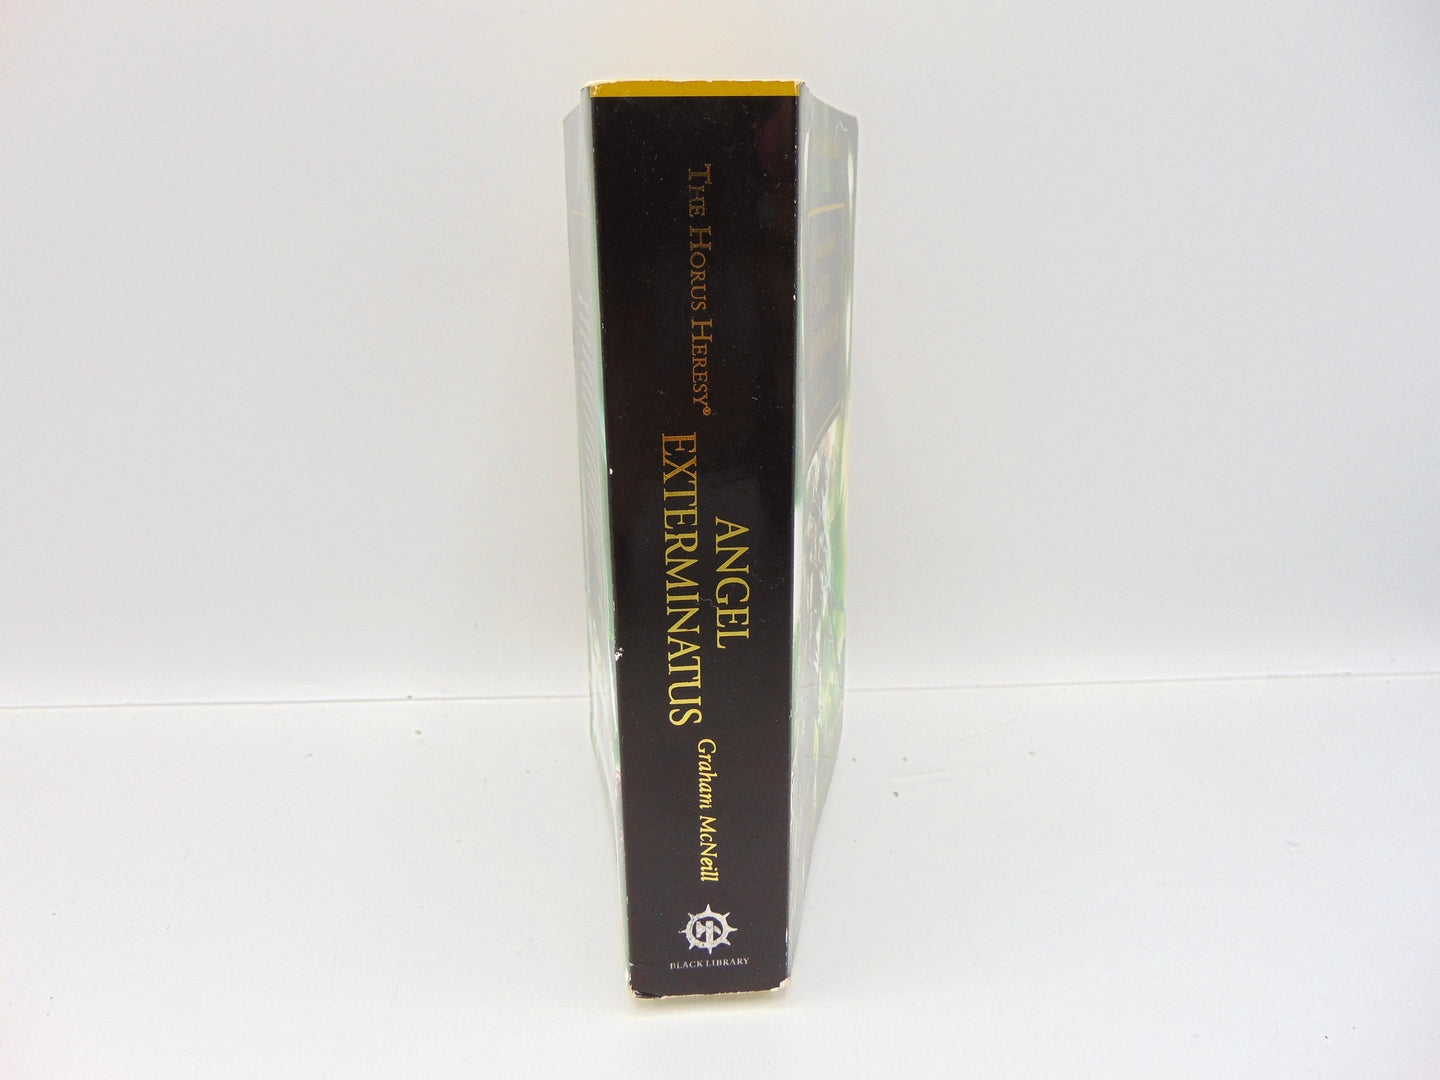 THE HORUS HERESY®
ANGEL
EXTERMINATUS
Graham McNeill
BLACK LIBRARY